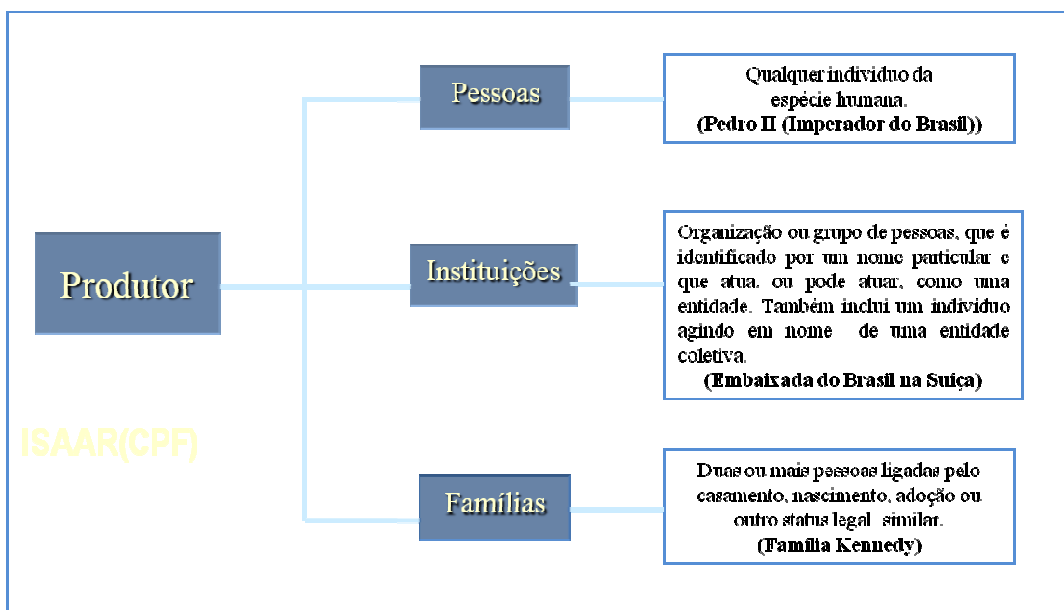 Pessoas
Qualquer individuo da
espécie humana.
(Pedro II (Imperador do Brasil))
Produtor
Instituições
Organização ou grupo de pessoas, que é
identificado por um nome particular e
que atua, ou pode atuar, como uma
entidade. Também inclui um individuo
agindo em nome de uma entidade
coletiva.
(Embaixada do Brasil na Suiça)
ISAAR(CPF)
Famílias
Duas ou mais pessoas ligadas pelo
casamento, nascimento, adoção ou
outro status legal similar.
(Família Kennedy)